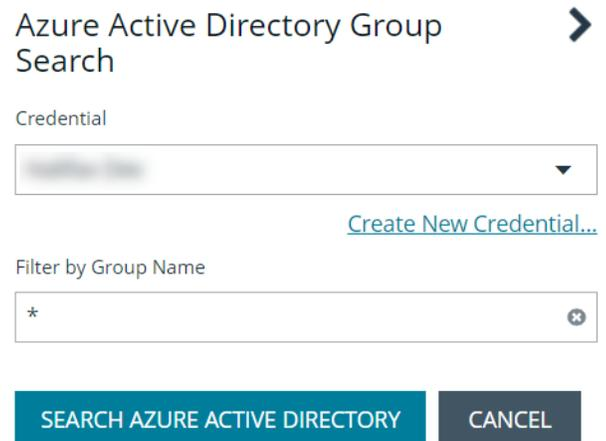 Azure Active Directory Group
Search
Credential
Create New Credential...
Filter by Group Name
*
SEARCH AZURE ACTIVE DIRECTORY
CANCEL